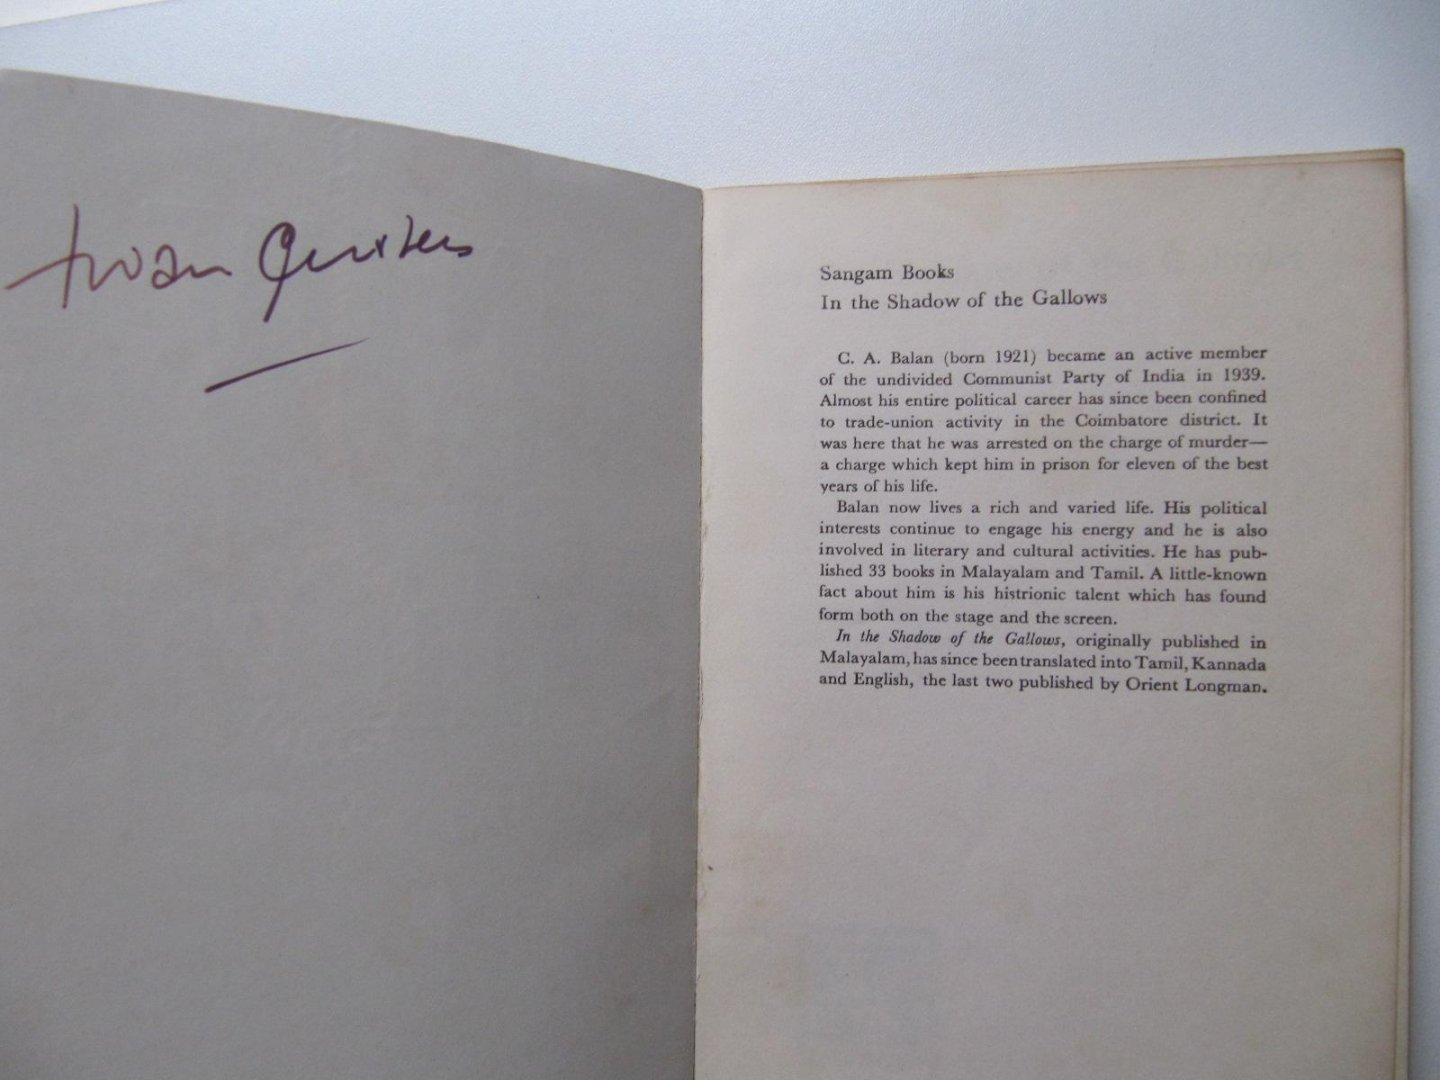 Sangam Books
In the Shadow of the Gallows
C. A. Balan (born 1921) became an active member
of the undivided Communist Party of India in 1939.
Almost his entire political career has since been confined
to trade-union activity in the Coimbatore district. It
was here that he was arrested on the charge of murder—
a charge which kept him in prison for eleven of the best
years of his life.
Balan now lives a rich and varied life. His political
interests continue to engage his energy and he is also
involved in literary and cultural activities. He has pub-
lished 33 books in Malayalam and Tamil. A little-known
fact about him is his histrionic talent which has found
form both on the stage and the screen.
In the Shadow of the Gallows, originally published in
Malayalam, has since been translated into Tamil, Kannada
and English, the last two published by Orient Longman.